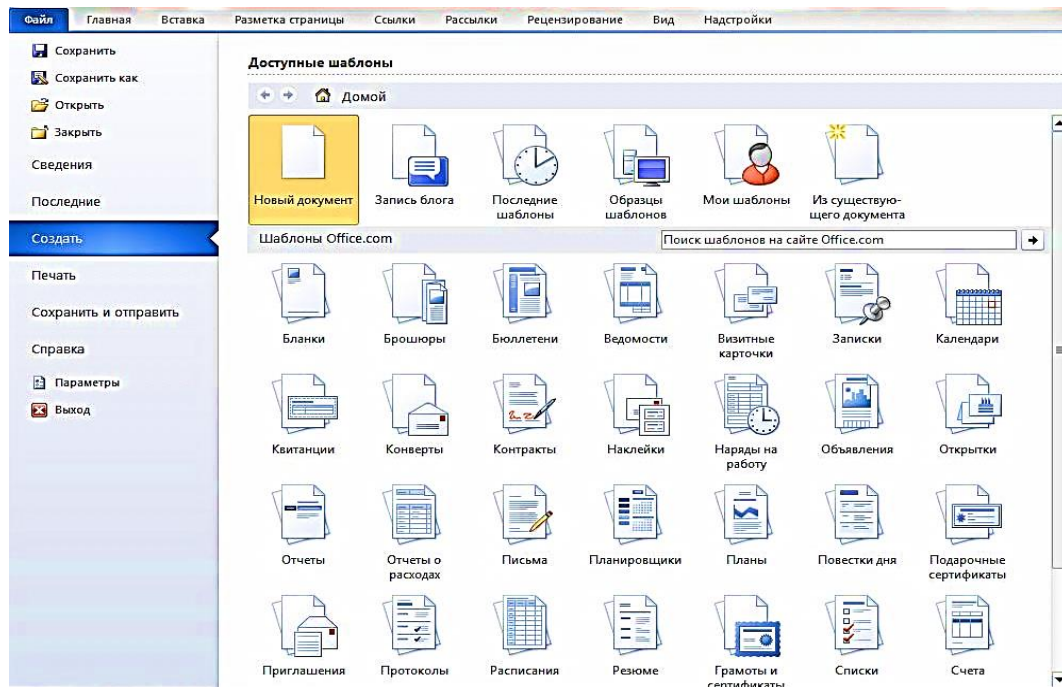 Файл Главная Вставка Разметка страницы Ссылки Рассылки Рецензирование Вид Надстройки
Сохранить
Сохранить как
Открыть
Закрыть
Сведения
Последние
Создать
Печать
Сохранить и отправить
Справка
Параметры
Выход
Доступные шаблоны
Домой
Новый документ Запись блога Последние шаблоны Образцы шаблонов Мои шаблоны Из существую-
щего документа
Шаблоны Office.com Поиск шаблонов на сайте Office.com
Бланки Брошюры Бюллетени Ведомости Визитные карточки Записки Календари
Квитанции Конверты Контракты Наклейки Наряды на работу Объявления Открытки
Отчеты Отчеты о расходах Письма Планировщики Планы Повестки дня Подарочные сертификаты
Приглашения Протоколы Расписания Резюме Грамоты и сертификаты Списки Счета